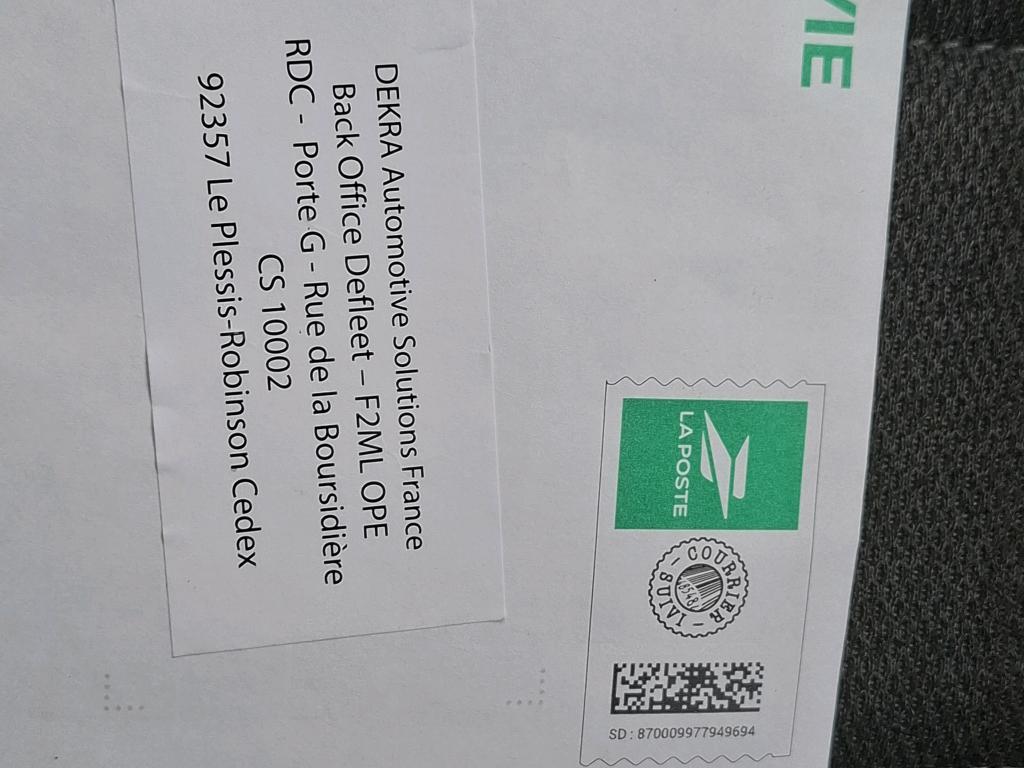 VIE
LA POSTE
COURRIER - SUIVI -
SD : 870009977949694
DEKRA Automotive Solutions France
Back Office Defleet – F2ML OPE
RDC - Porte G - Rue de la Boursidière
CS 10002
92357 Le Plessis-Robinson Cedex